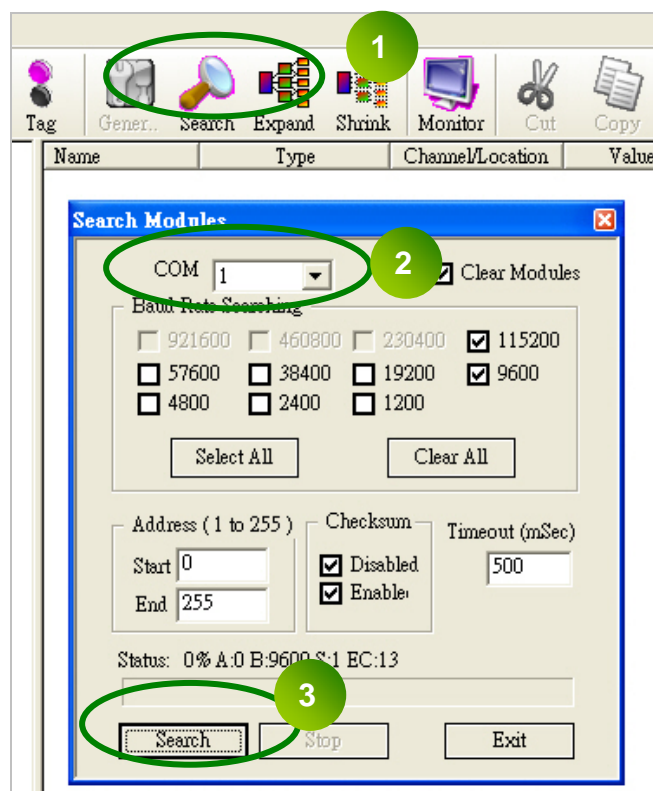 1
Tag Gener.. Search Expand Shrink Monitor Cut Copy
Name Type Channel/Location Value
Search Modules
COM 1 2 Clear Modules
Baud Rate Searching
921600 460800 230400 115200
57600 38400 19200 9600
4800 2400 1200
Select All Clear All
Address ( 1 to 255 ) Checksum Timeout (mSec)
Start 0 Disabled 500
End 255 Enable
Status: 0% A:0 B:9600 S:1 EC:13
3
Search Stop Exit